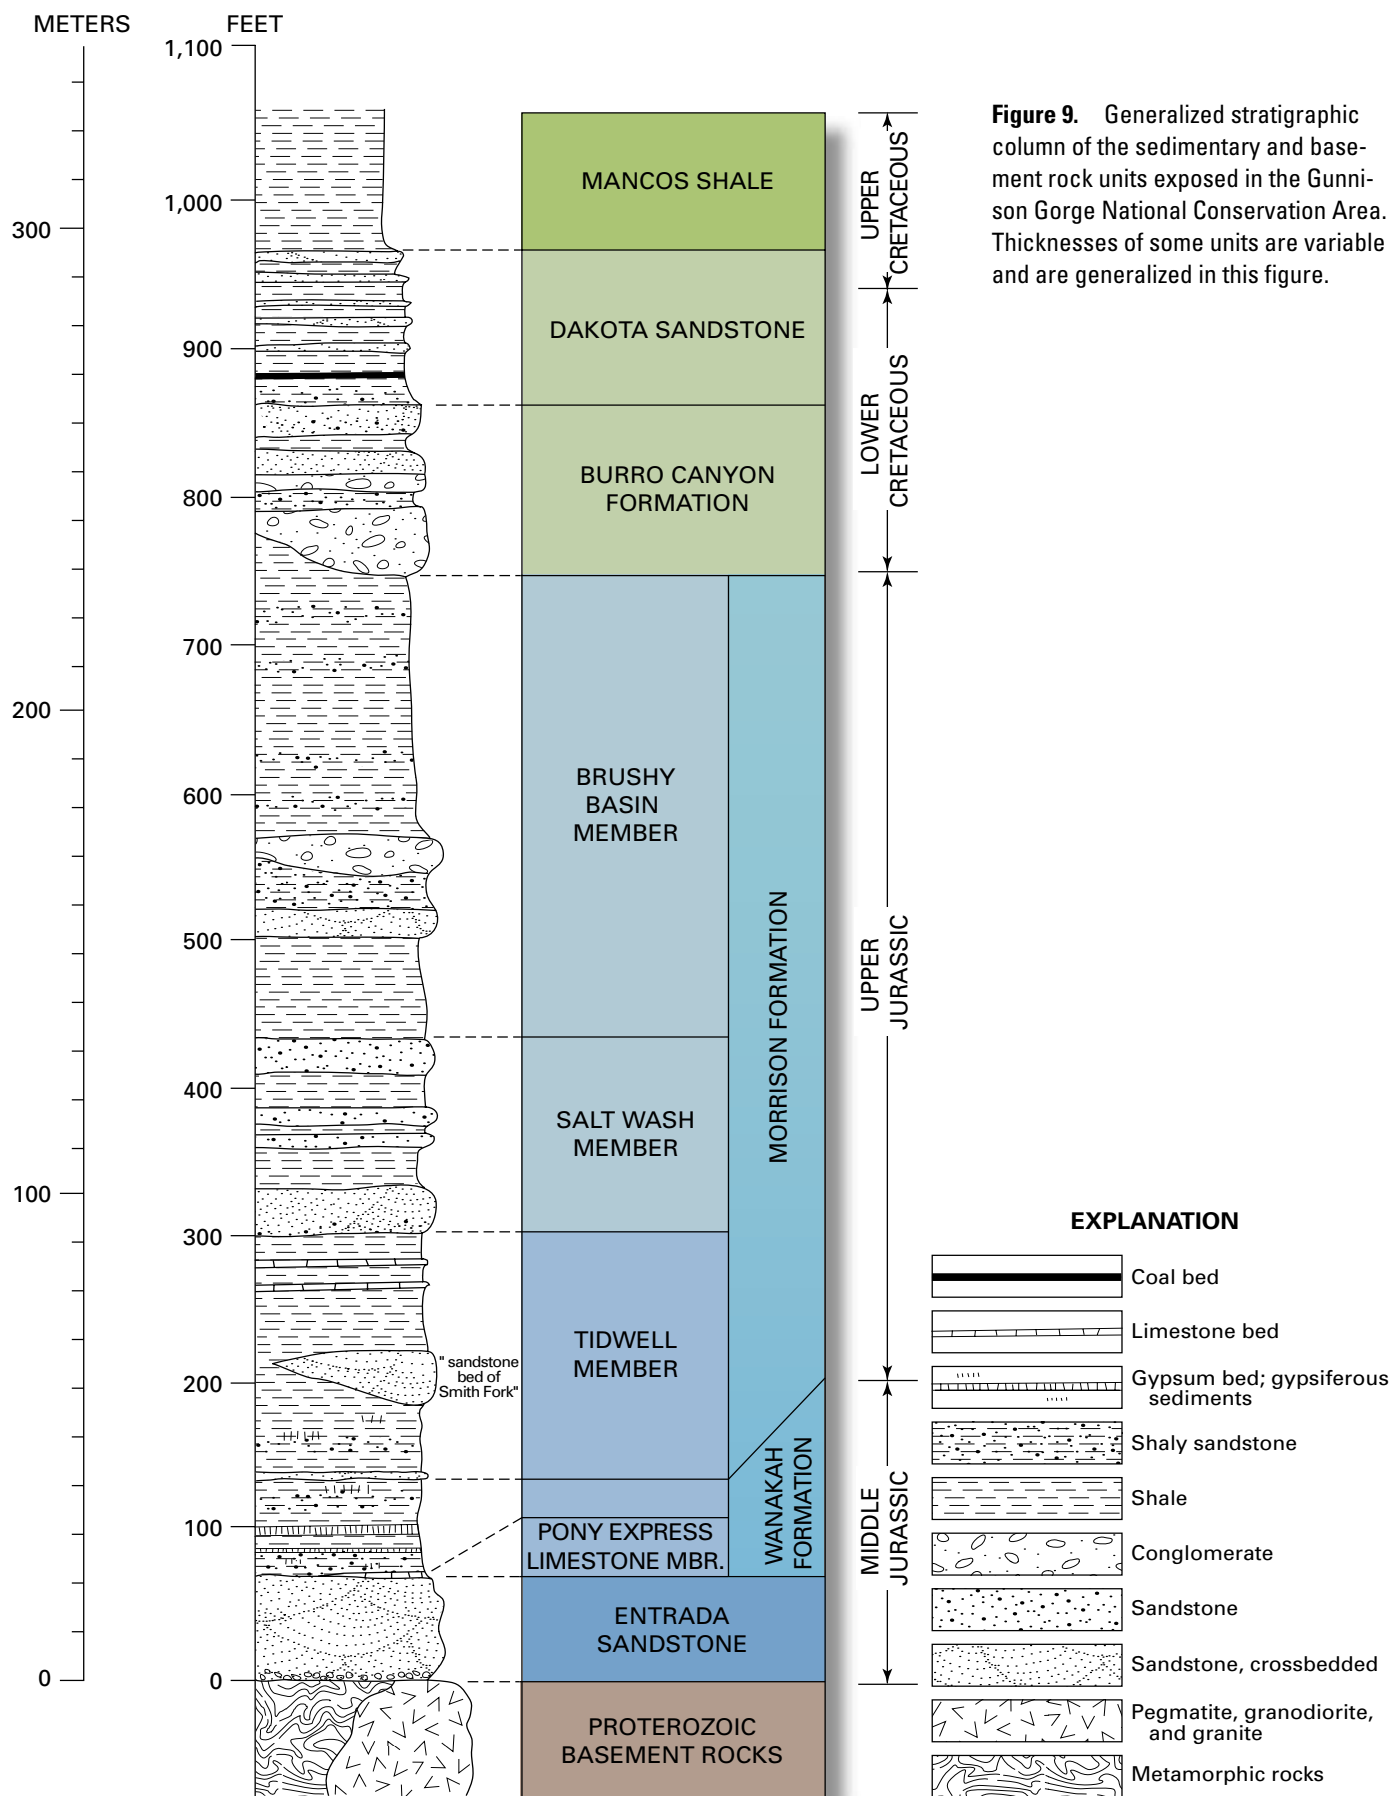 METERS
FEET
1,100
1,000
900
800
700
600
500
400
300
200
100
0
300
200
100
0
" sandstone
bed of
Smith Fork"
MANCOS SHALE
DAKOTA SANDSTONE
BURRO CANYON
FORMATION
BRUSHY
BASIN
MEMBER
SALT WASH
MEMBER
TIDWELL
MEMBER
PONY EXPRESS
LIMESTONE MBR.
ENTRADA
SANDSTONE
PROTEROZOIC
BASEMENT ROCKS
MORRISON FORMATION
WANAKAH
FORMATION
UPPER
CRETACEOUS
LOWER
CRETACEOUS
UPPER
JURASSIC
MIDDLE
JURASSIC
Figure 9. Generalized stratigraphic
column of the sedimentary and base-
ment rock units exposed in the Gunni-
son Gorge National Conservation Area.
Thicknesses of some units are variable
and are generalized in this figure.
EXPLANATION
Coal bed
Limestone bed
Gypsum bed; gypsiferous
sediments
Shaly sandstone
Shale
Conglomerate
Sandstone
Sandstone, crossbedded
Pegmatite, granodiorite,
and granite
Metamorphic rocks